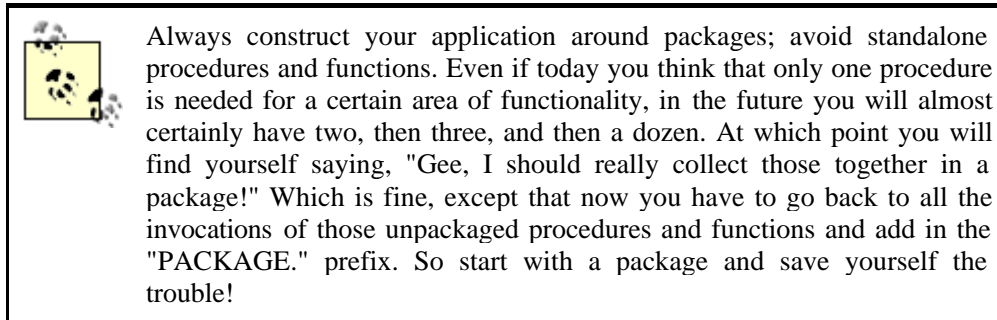 Always construct your application around packages; avoid standalone
procedures and functions. Even if today you think that only one procedure
is needed for a certain area of functionality, in the future you will almost
certainly have two, then three, and then a dozen. At which point you will
find yourself saying, "Gee, I should really collect those together in a
package!" Which is fine, except that now you have to go back to all the
invocations of those unpackaged procedures and functions and add in the
"PACKAGE." prefix. So start with a package and save yourself the
trouble!